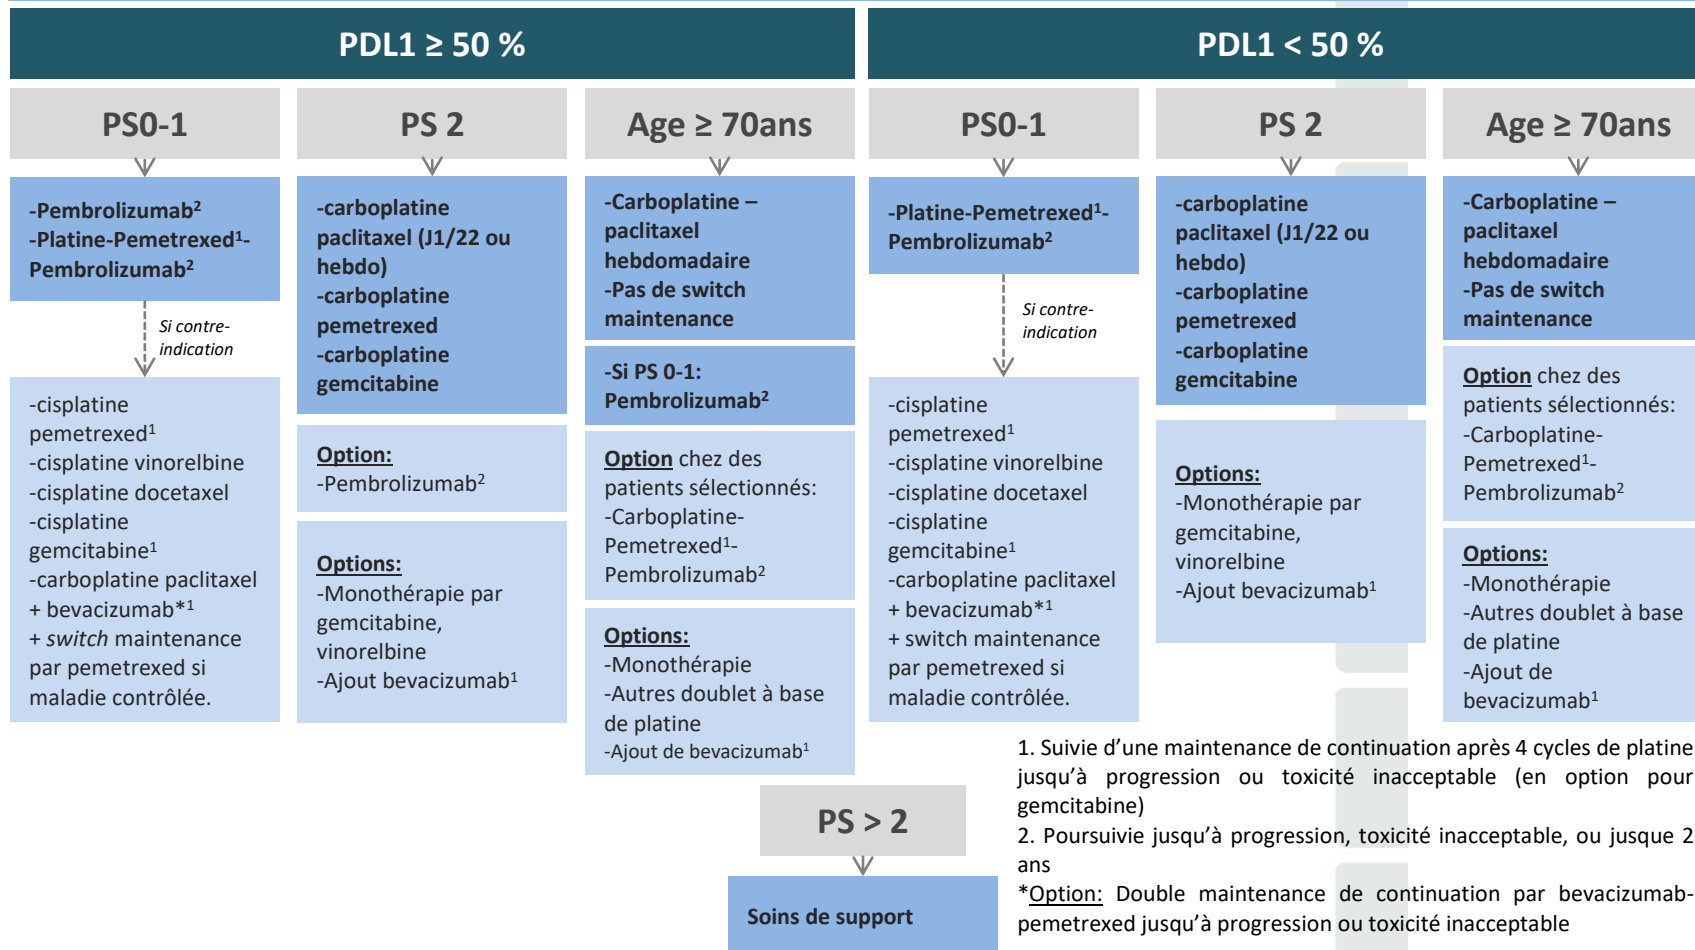 PDL1 ≥ 50 %
PS0-1
-Pembrolizumab²
-Platine-Pemetrexed¹-
Pembrolizumab²
Si contre-
indication
-cisplatine
pemetrexed¹
-cisplatine vinorelbine
-cisplatine docetaxel
-cisplatine
gemcitabine¹
-carboplatine paclitaxel
+ bevacizumab*¹
+ switch maintenance
par pemetrexed si
maladie contrôlée.
PS 2
-carboplatine
paclitaxel (J1/22 ou
hebdo)
-carboplatine
pemetrexed
-carboplatine
gemcitabine
Option:
-Pembrolizumab²
Options:
-Monothérapie par
gemcitabine,
vinorelbine
-Ajout bevacizumab¹
Age ≥ 70ans
-Carboplatine –
paclitaxel
hebdomadaire
-Pas de switch
maintenance
-Si PS 0-1:
Pembrolizumab²
Option chez des
patients sélectionnés:
-Carboplatine-
Pemetrexed¹-
Pembrolizumab²
Options:
-Monothérapie
-Autres doublet à base
de platine
-Ajout de bevacizumab¹
PDL1 < 50 %
PS0-1
-Platine-Pemetrexed¹-
Pembrolizumab²
Si contre-
indication
-cisplatine
pemetrexed¹
-cisplatine vinorelbine
-cisplatine docetaxel
-cisplatine
gemcitabine¹
-carboplatine paclitaxel
+ bevacizumab*¹
+ switch maintenance
par pemetrexed si
maladie contrôlée.
PS 2
-carboplatine
paclitaxel (J1/22 ou
hebdo)
-carboplatine
pemetrexed
-carboplatine
gemcitabine
Options:
-Monothérapie par
gemcitabine,
vinorelbine
-Ajout bevacizumab¹
Age ≥ 70ans
-Carboplatine –
paclitaxel
hebdomadaire
-Pas de switch
maintenance
Option chez des
patients sélectionnés:
-Carboplatine-
Pemetrexed¹-
Pembrolizumab²
Options:
-Monothérapie
-Autres doublet à base
de platine
-Ajout de
bevacizumab¹
PS > 2
Soins de support
1. Suivie d’une maintenance de continuation après 4 cycles de platine
jusqu’à progression ou toxicité inacceptable (en option pour
gemcitabine)
2. Poursuivie jusqu’à progression, toxicité inacceptable, ou jusque 2
ans
*Option: Double maintenance de continuation par bevacizumab-
pemetrexed jusqu’à progression ou toxicité inacceptable